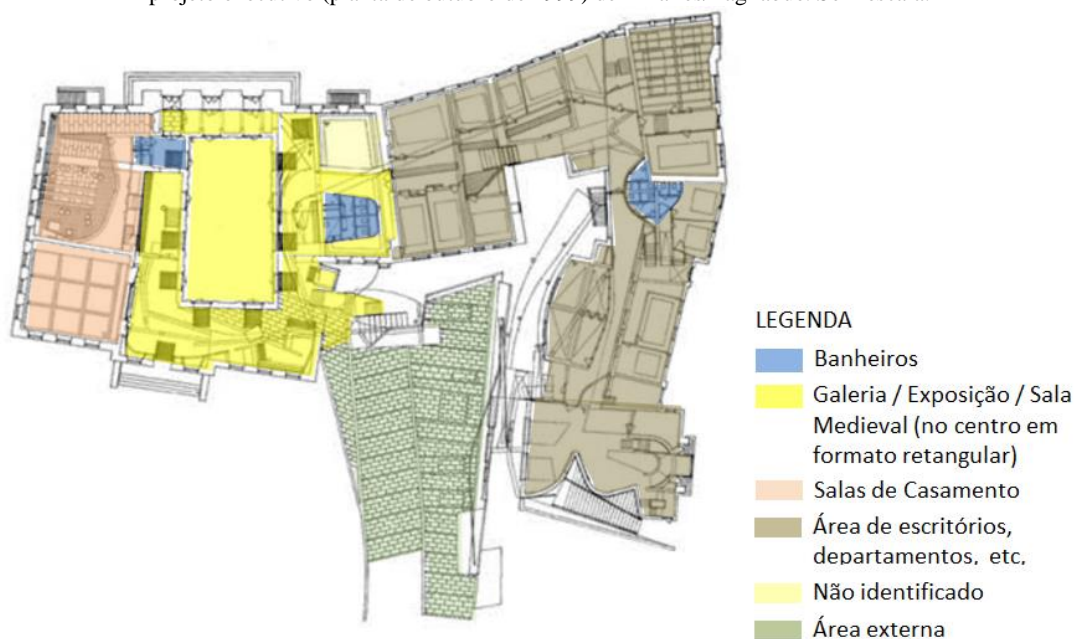 LEGENDA
Banheiros
Galeria / Exposição / Sala
Medieval (no centro em
formato retangular)
Salas de Casamento
Área de escritórios,
departamentos, etc,
Não identificado
Área externa